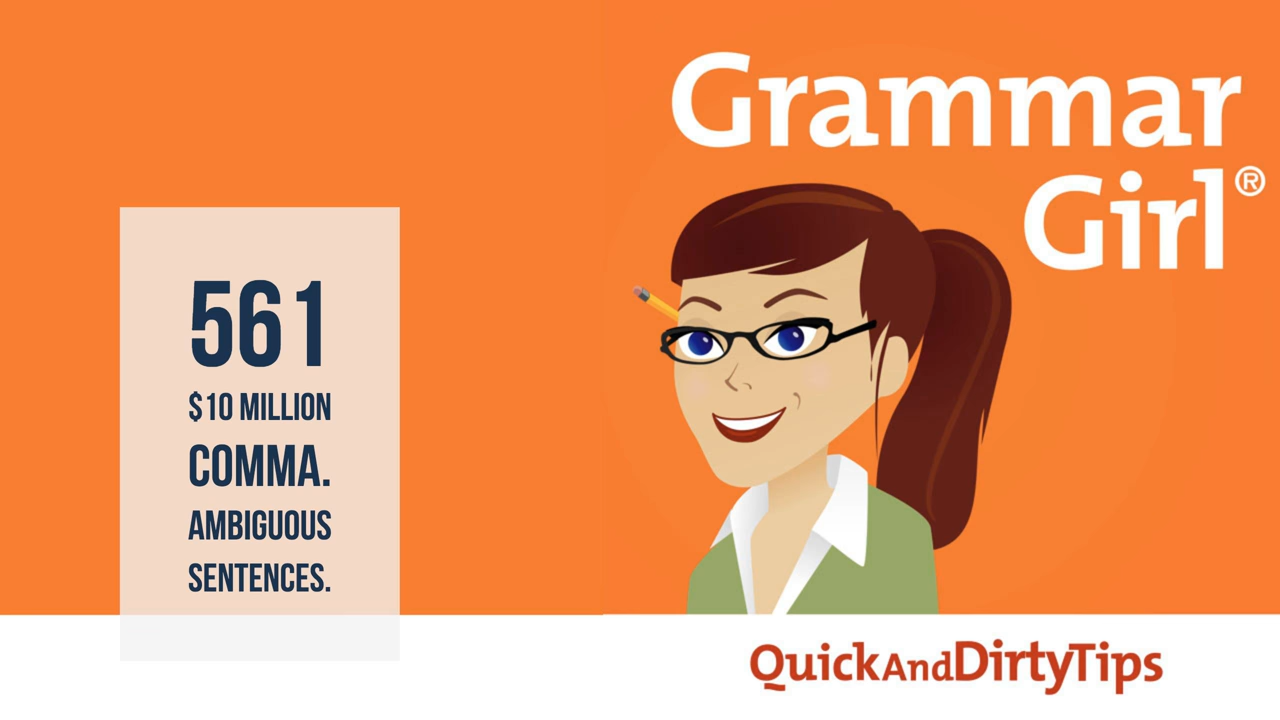 561
$10 MILLION
COMMA.
AMBIGUOUS
SENTENCES.
Grammar
Girl®
QuickAndDirtyTips